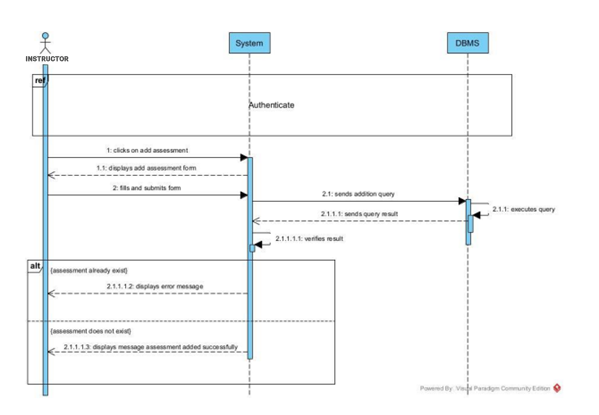 System
DBMS
INSTRUCTOR
ref
Authenticate
1: clicks on add assessment
1.1: displays add assessment form
2: fills and submits form
2.1: sends addition query
2.1.1: executes query
2.1.1.1: sends query result
2.1.1.1.1: verifies result
alt
{assessment already exist}
2.1.1.1.2: displays error message
{assessment does not exist}
2.1.1.1.3: displays message assessment added successfully
Powered By: Visual Paradigm Community Edition